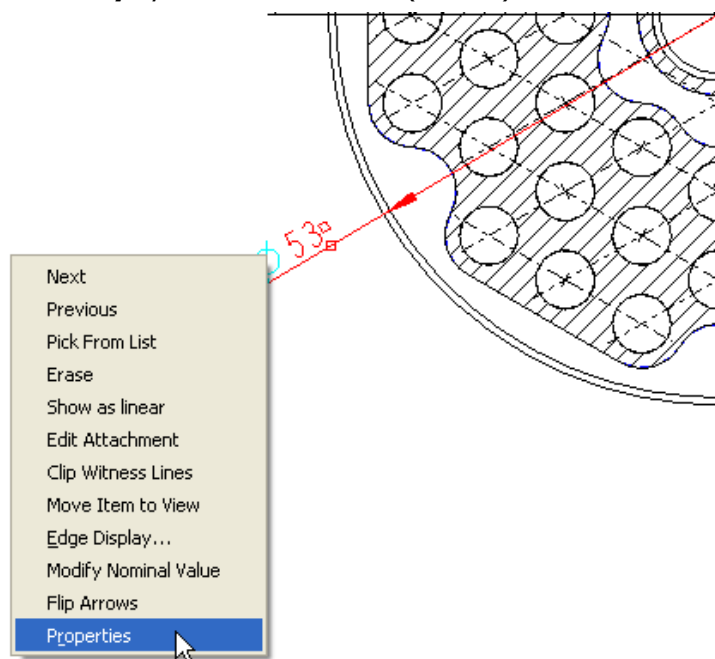 53
Next
Previous
Pick From List
Erase
Show as linear
Edit Attachment
Clip Witness Lines
Move Item to View
Edge Display...
Modify Nominal Value
Flip Arrows
Properties